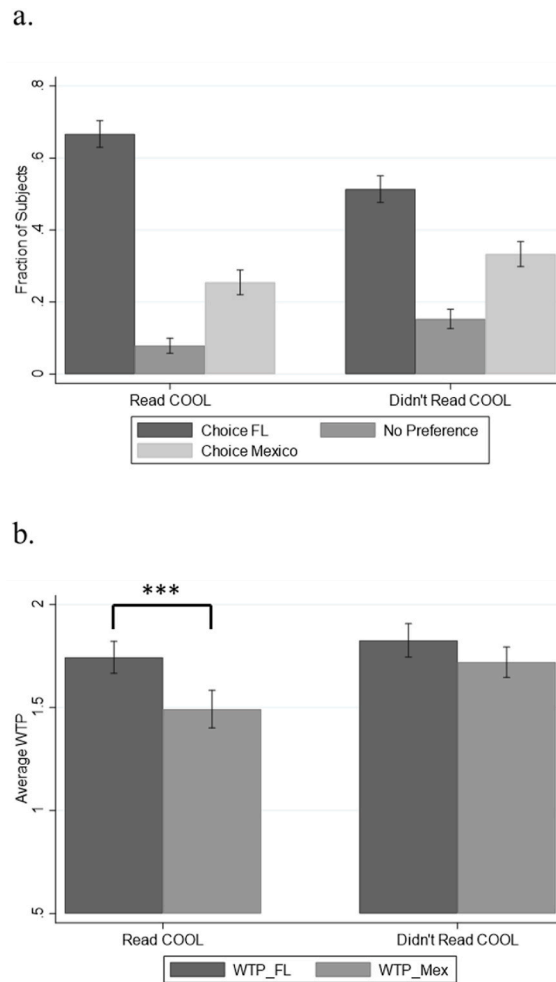 a.
Fraction of Subjects
.8
.6
.4
.2
0
Read COOL
Didn't Read COOL
Choice FL
No Preference
Choice Mexico
b.
***
Average WTP
2
1.5
1
.5
Read COOL
Didn't Read COOL
WTP_FL
WTP_Mex